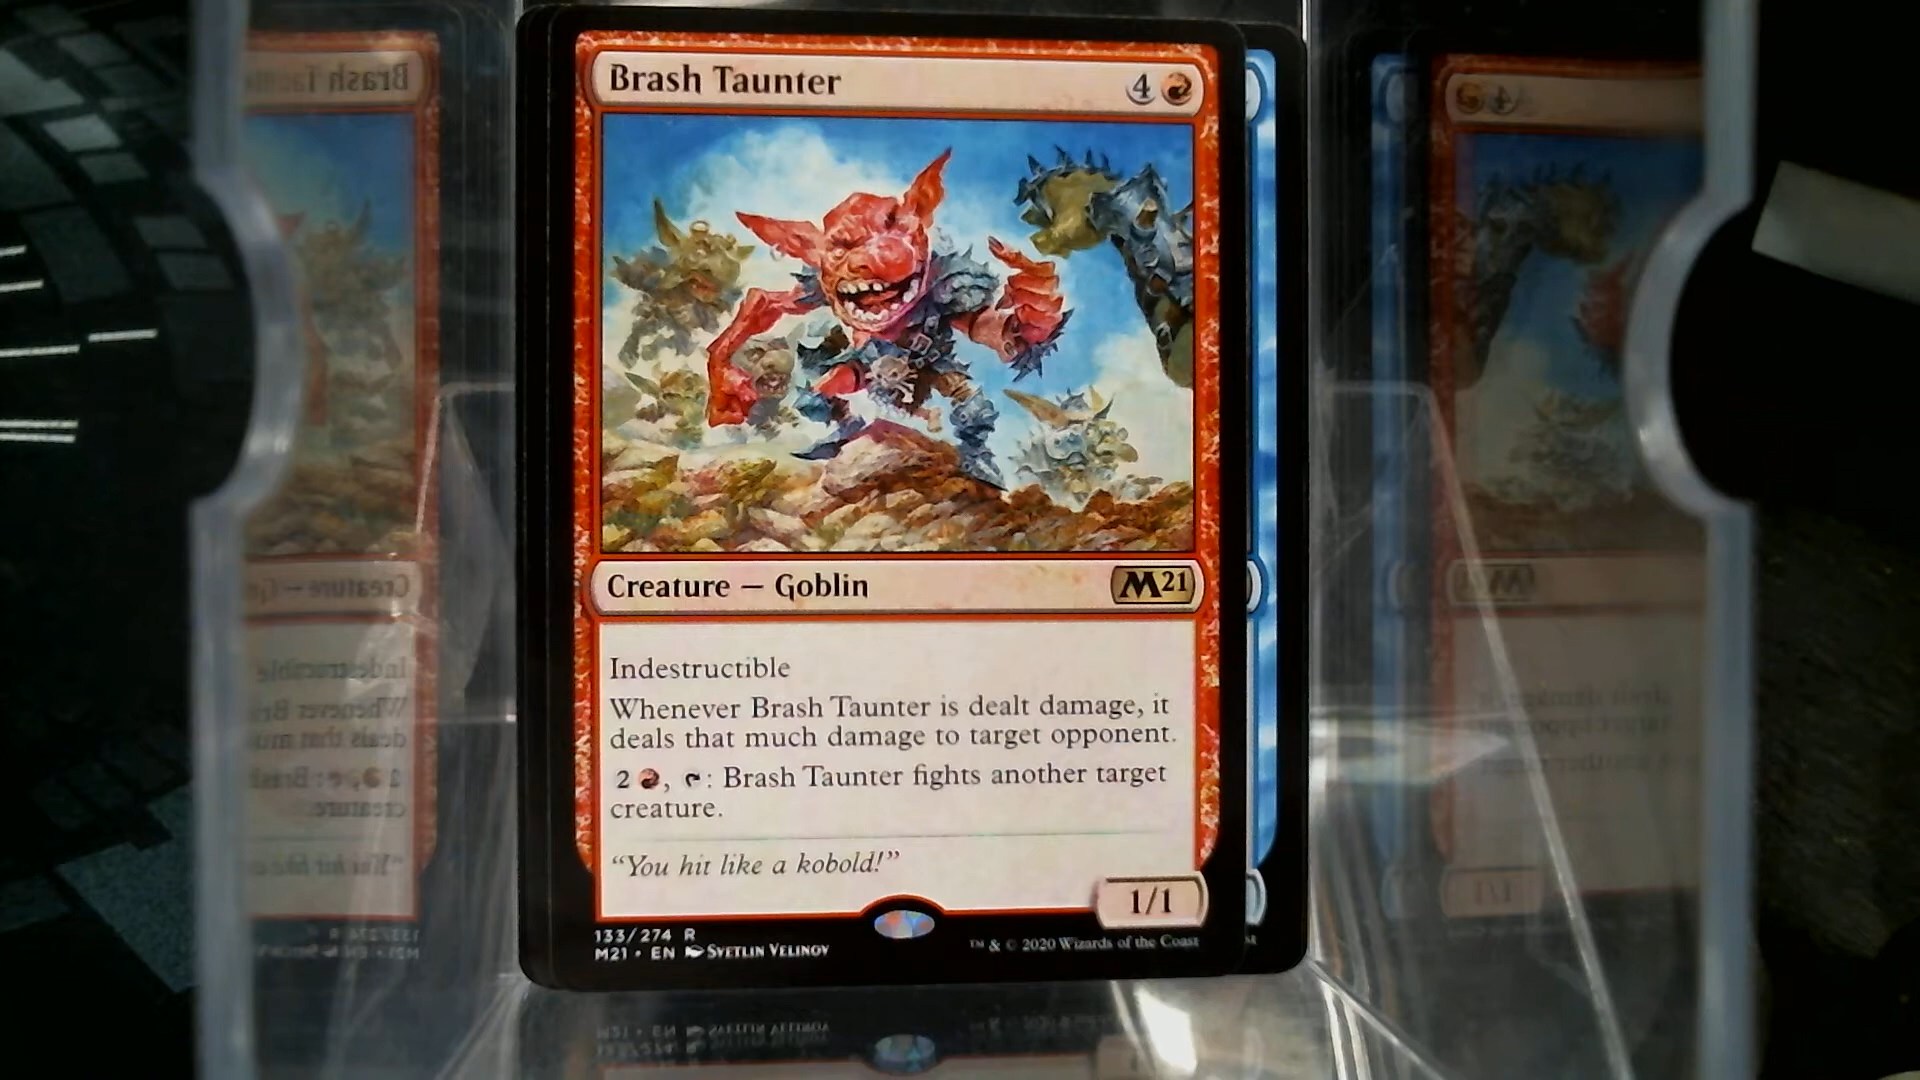 Brash Taunter 4
Creature — Goblin M21
Indestructible
Whenever Brash Taunter is dealt damage, it
deals that much damage to target opponent.
2 , : Brash Taunter fights another target
creature.
“You hit like a kobold!”
1/1
133/274 R
M21 • EN Svetlin Velinov
™ & © 2020 Wizards of the Coast